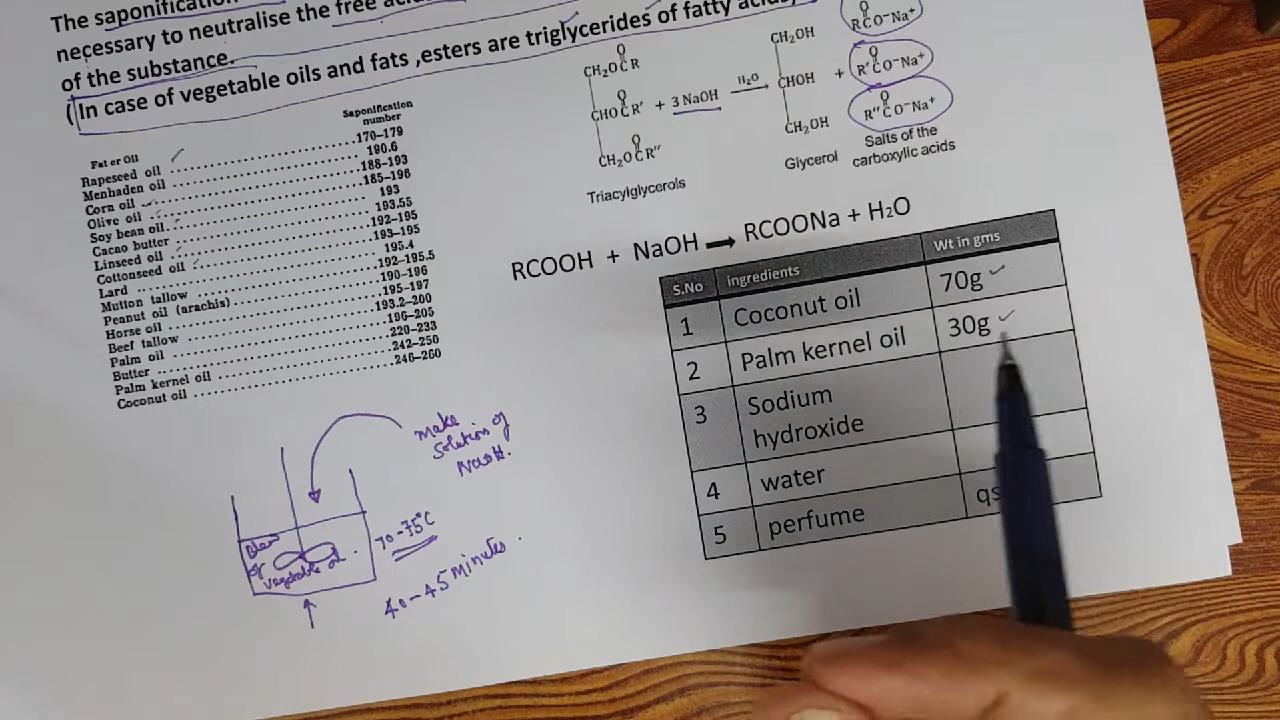 The saponification
necessary to neutralise the free
of the substance.
(In case of vegetable oils and fats ,esters are triglycerides of fatty acids,
Fat or Oil Saponification number
Rapeseed oil 170–179
Menhaden oil 190.6
Corn oil 188–193
Olive oil 185–196
Soy bean oil 193
Cacao butter 193.55
Linseed oil 192–195
Cottonseed oil 193–195
Lard 195.4
Mutton tallow 192–195.5
Peanut oil (arachis) 190–196
Horse oil 195–197
Beef tallow 193.2–200
Palm oil 196–205
Butter 220–233
Palm kernel oil 242–250
Coconut oil 246–260
O
CH₂OCR
O
CHOCR′ + 3 NaOH
O
CH₂OCR″
Triacylglycerols
H₂O
CH₂OH
CHOH +
CH₂OH
Glycerol
O
RCO⁻Na⁺
O
R′CO⁻Na⁺
O
R″CO⁻Na⁺
Salts of the
carboxylic acids
RCOOH + NaOH ➡ RCOONa + H₂O
S.No ingredients Wt in gms
1 Coconut oil 70g ✓
2 Palm kernel oil 30g ✓
3 Sodium
hydroxide
4 water
5 perfume qs
make
solution of
NaOH.
of
vegetable oil.
70-75°C
40-45 minutes.